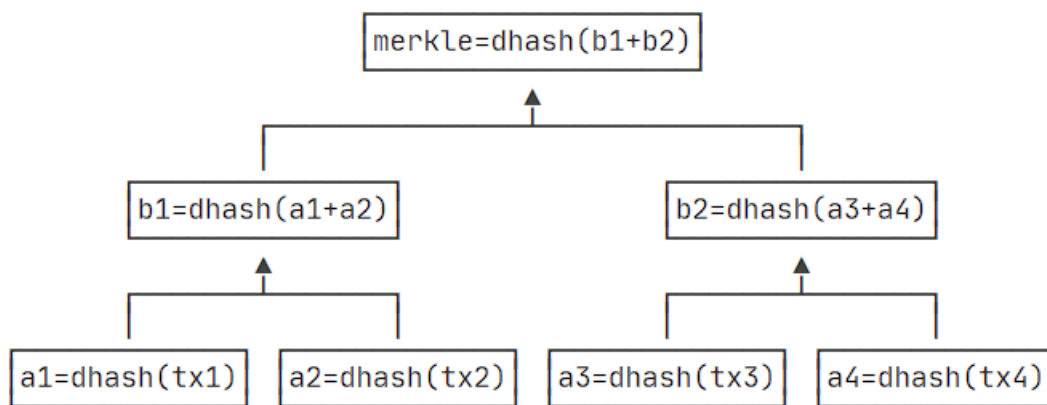 merkle=dhash(b1+b2)
b1=dhash(a1+a2)
b2=dhash(a3+a4)
a1=dhash(tx1)
a2=dhash(tx2)
a3=dhash(tx3)
a4=dhash(tx4)